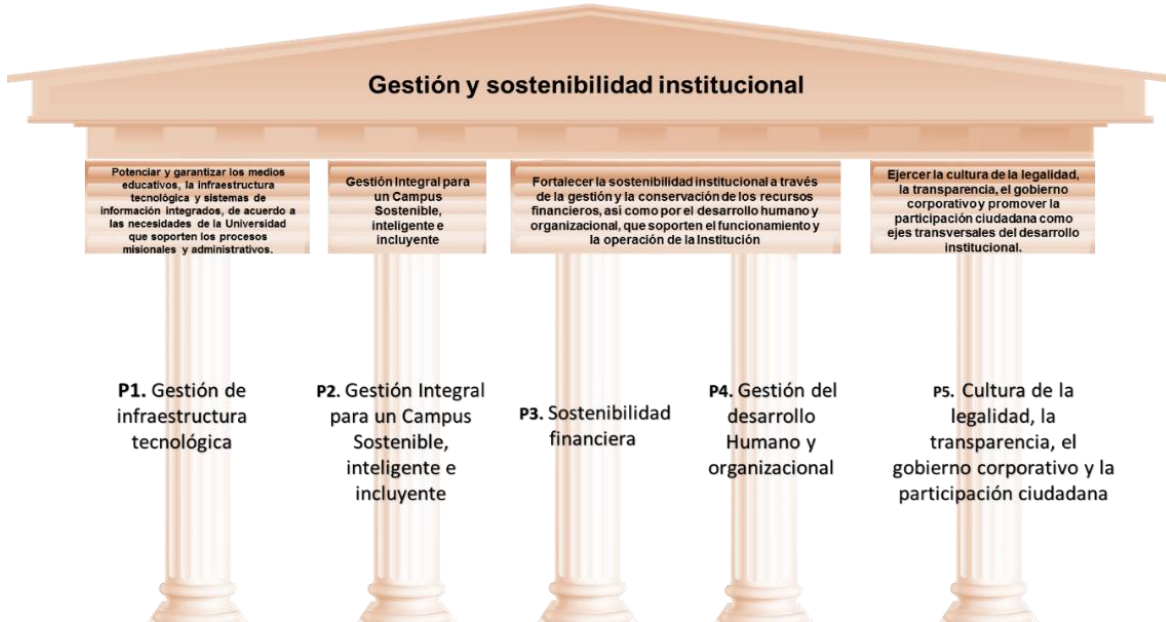 Gestión y sostenibilidad institucional
Potenciar y garantizar los medios
educativos, la infraestructura
tecnológica y sistemas de
información integrados, de acuerdo a
las necesidades de la Universidad
que soporten los procesos
misionales y administrativos.
Gestión Integral para
un Campus
Sostenible,
inteligente e
incluyente
Fortalecer la sostenibilidad institucional a través
de la gestión y la conservación de los recursos
financieros, así como por el desarrollo humano y
organizacional, que soporten el funcionamiento y
la operación de la Institución
Ejercer la cultura de la legalidad,
la transparencia, el gobierno
corporativo y promover la
participación ciudadana como
ejes transversales del desarrollo
institucional.
P1. Gestión de
infraestructura
tecnológica
P2. Gestión Integral
para un Campus
Sostenible,
inteligente e
incluyente
P3. Sostenibilidad
financiera
P4. Gestión del
desarrollo
Humano y
organizacional
P5. Cultura de la
legalidad, la
transparencia, el
gobierno corporativo y la
participación ciudadana